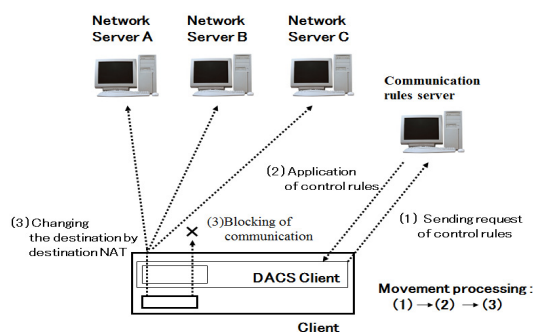 Network
Server A
Network
Server B
Network
Server C
Communication
rules server
(2) Application
of control rules
(1) Sending request
of control rules
(3)Changing
the destination by
destination NAT
(3)Blocking of
communication
DACS Client
Client
Movement processing :
(1) → (2) → (3)